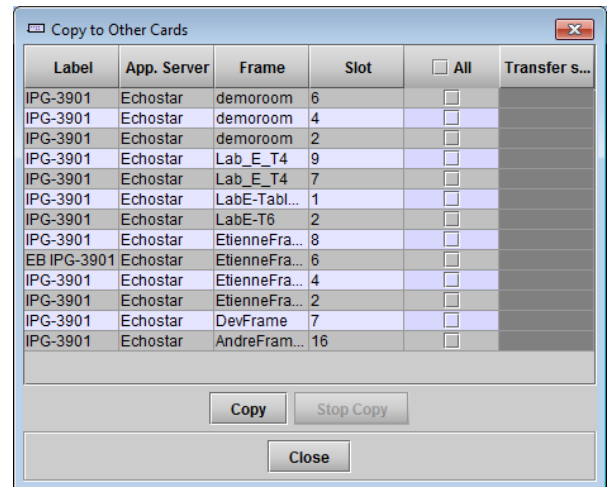 Copy to Other Cards
Label App. Server Frame Slot All Transfer s...
IPG-3901 Echostar demoroom 6
IPG-3901 Echostar demoroom 4
IPG-3901 Echostar demoroom 2
IPG-3901 Echostar Lab_E_T4 9
IPG-3901 Echostar Lab_E_T4 7
IPG-3901 Echostar LabE-Tabl... 1
IPG-3901 Echostar LabE-T6 2
IPG-3901 Echostar EtienneFra... 8
EB IPG-3901 Echostar EtienneFra... 6
IPG-3901 Echostar EtienneFra... 4
IPG-3901 Echostar EtienneFra... 2
IPG-3901 Echostar DevFrame 7
IPG-3901 Echostar AndreFram... 16
Copy Stop Copy
Close